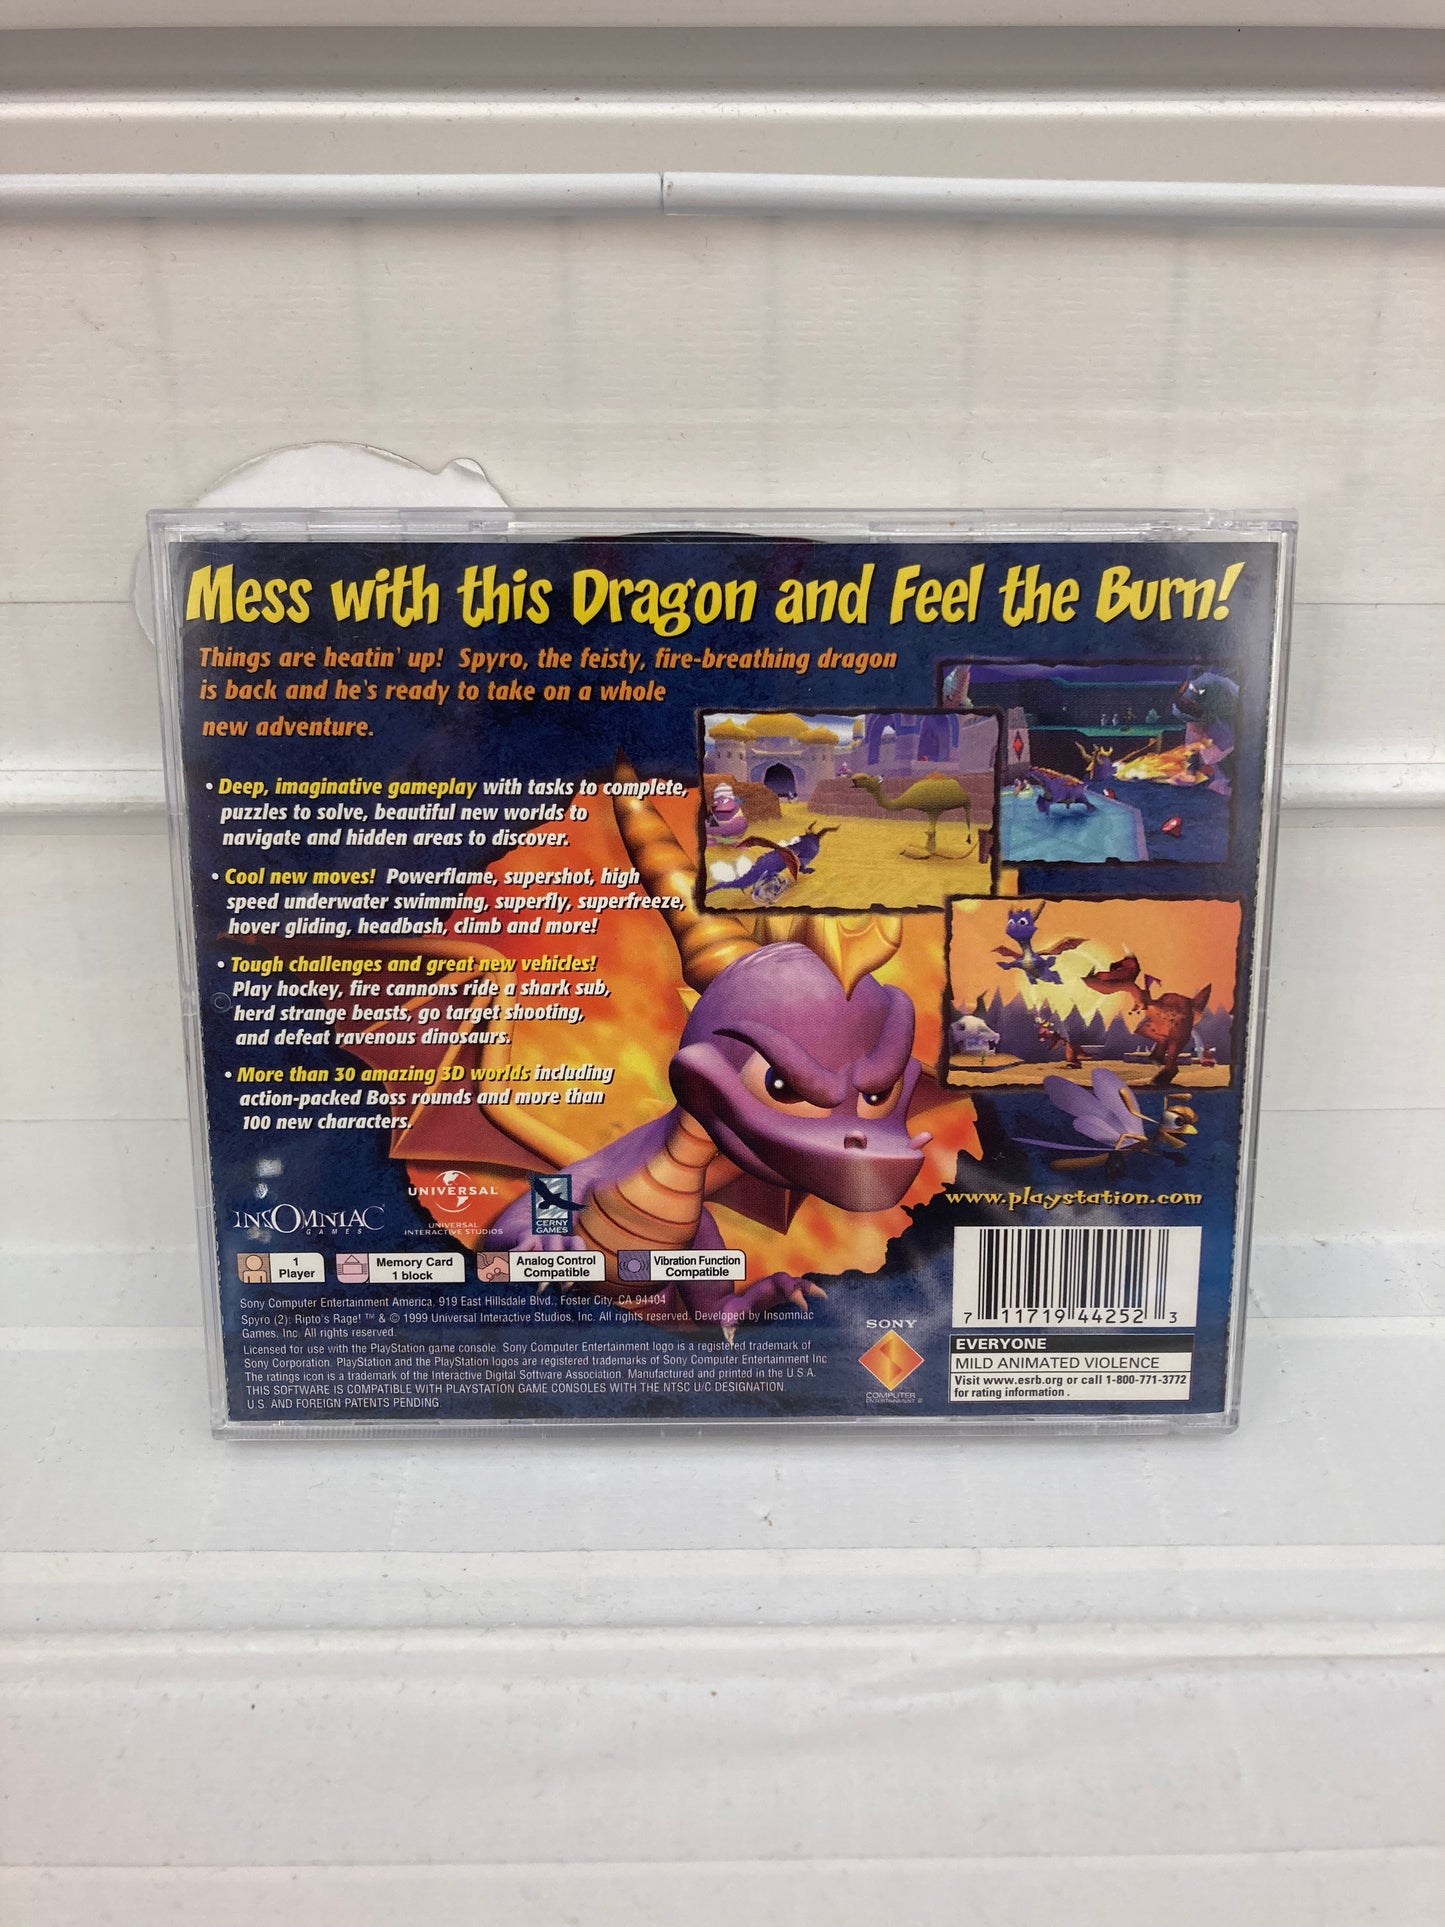 Mess with this Dragon and Feel the Burn!
Things are heatin' up! Spyro, the feisty, fire-breathing dragon
is back and he's ready to take on a whole
new adventure.
• Deep, imaginative gameplay with tasks to complete,
puzzles to solve, beautiful new worlds to
navigate and hidden areas to discover.
• Cool new moves! Powerflame, supershot, high
speed underwater swimming, superfly, superfreeze,
hover gliding, headbash, climb and more!
• Tough challenges and great new vehicles!
Play hockey, fire cannons ride a shark sub,
herd strange beasts, go target shooting,
and defeat ravenous dinosaurs.
• More than 30 amazing 3D worlds including
action-packed Boss rounds and more than
100 new characters.
www.playstation.com
INSOMNIAC
GAMES
UNIVERSAL
UNIVERSAL
INTERACTIVE STUDIOS
CERNY
GAMES
1
Player
Memory Card
1 block
Analog Control
Compatible
Vibration Function
Compatible
7 11719 44252 3
Sony Computer Entertainment America, 919 East Hillsdale Blvd., Foster City, CA 94404
Spyro (2): Ripto's Rage! ™ & © 1999 Universal Interactive Studios, Inc. All rights reserved. Developed by Insomniac
Games, Inc. All rights reserved.
Licensed for use with the PlayStation game console. Sony Computer Entertainment logo is a registered trademark of
Sony Corporation. PlayStation and the PlayStation logos are registered trademarks of Sony Computer Entertainment Inc
The ratings icon is a trademark of the Interactive Digital Software Association. Manufactured and printed in the U.S.A.
THIS SOFTWARE IS COMPATIBLE WITH PLAYSTATION GAME CONSOLES WITH THE NTSC U/C DESIGNATION.
U.S. AND FOREIGN PATENTS PENDING.
SONY
COMPUTER
ENTERTAINMENT ®
EVERYONE
MILD ANIMATED VIOLENCE
Visit www.esrb.org or call 1-800-771-3772
for rating information .